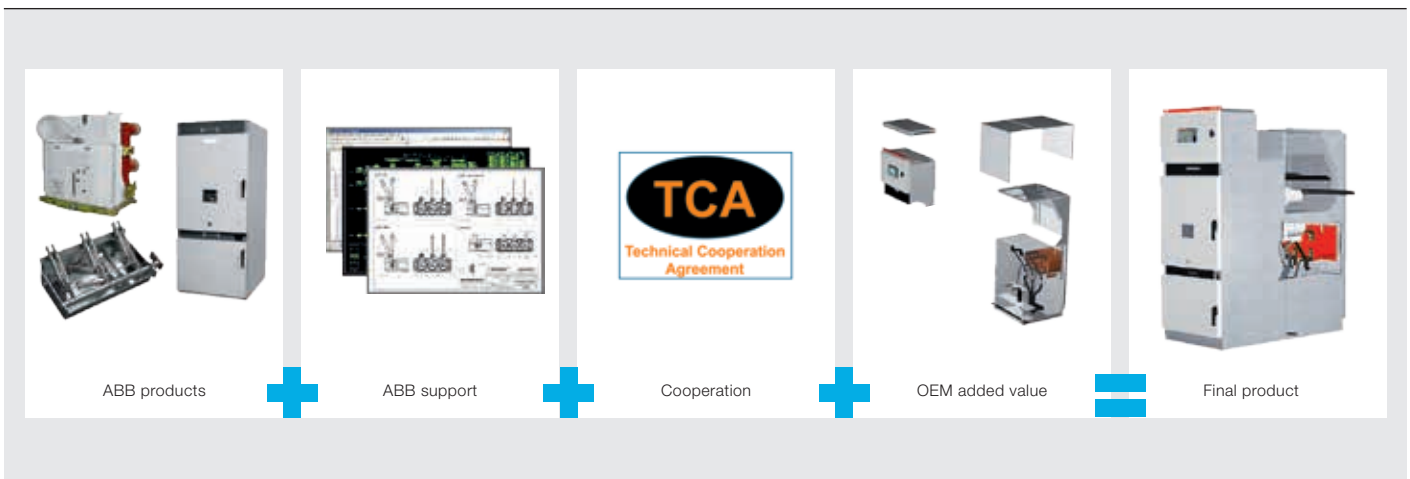 TCA
Technical Cooperation
Agreement
ABB products
ABB support
Cooperation
OEM added value
Final product